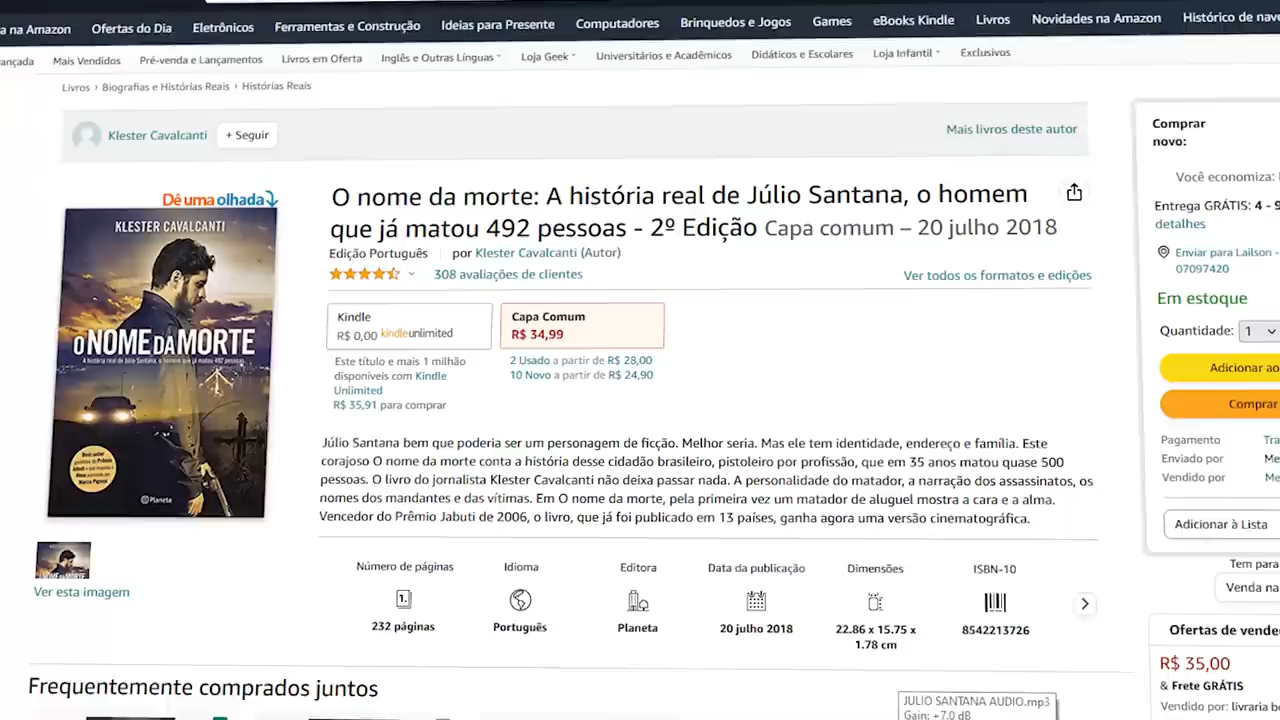 a na Amazon Ofertas do Dia Eletrônicos Ferramentas e Construção Ideias para Presente Computadores Brinquedos e Jogos Games eBooks Kindle Livros Novidades na Amazon Histórico de nave
ançada Mais Vendidos Pré-venda e Lançamentos Livros em Oferta Inglês e Outras Línguas Loja Geek Universitários e Acadêmicos Didáticos e Escolares Loja Infantil Exclusivos
Livros › Biografias e Histórias Reais › Histórias Reais
Klester Cavalcanti + Seguir
Mais livros deste autor
Dê uma olhada
KLESTER CAVALCANTI
O NOME DA MORTE
A história real de Júlio Santana, o homem que já matou 492 pessoas
Planeta
Ver esta imagem
O nome da morte: A história real de Júlio Santana, o homem
que já matou 492 pessoas - 2º Edição Capa comum – 20 julho 2018
Edição Português por Klester Cavalcanti (Autor)
308 avaliações de clientes
Ver todos os formatos e edições
Kindle
R$ 0,00 kindleunlimited
Este título e mais 1 milhão
disponíveis com Kindle
Unlimited
R$ 35,91 para comprar
Capa Comum
R$ 34,99
2 Usado a partir de R$ 28,00
10 Novo a partir de R$ 24,90
Júlio Santana bem que poderia ser um personagem de ficção. Melhor seria. Mas ele tem identidade, endereço e família. Este
corajoso O nome da morte conta a história desse cidadão brasileiro, pistoleiro por profissão, que em 35 anos matou quase 500
pessoas. O livro do jornalista Klester Cavalcanti não deixa passar nada. A personalidade do matador, a narração dos assassinatos, os
nomes dos mandantes e das vítimas. Em O nome da morte, pela primeira vez um matador de aluguel mostra a cara e a alma.
Vencedor do Prêmio Jabuti de 2006, o livro, que já foi publicado em 13 países, ganha agora uma versão cinematográfica.
Número de páginas
232 páginas
Idioma
Português
Editora
Planeta
Data da publicação
20 julho 2018
Dimensões
22.86 x 15.75 x
1.78 cm
ISBN-10
8542213726
Comprar
novo:
Você economiza:
Entrega GRÁTIS: 4 - 9
detalhes
Enviar para Lailson -
07097420
Em estoque
Quantidade: 1
Adicionar ao
Comprar
Pagamento Tra
Enviado por Me
Vendido por Me
Adicionar à Lista
Tem para
Venda na
Ofertas de vende
R$ 35,00
& Frete GRÁTIS
Vendido por: livraria b
Frequentemente comprados juntos
JULIO SANTANA AUDIO.mp3
Gain: +7.0 dB